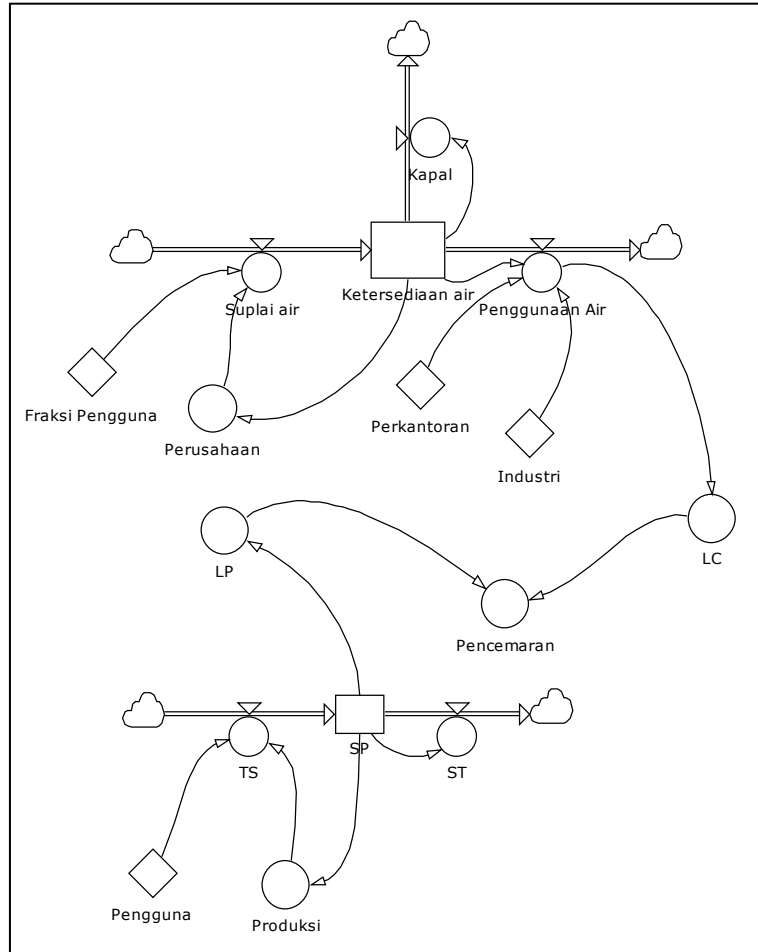 Kapal
Suplai air
Ketersediaan air
Penggunaan Air
Fraksi Pengguna
Perusahaan
Perkantoran
Industri
LP
LC
Pencemaran
SP
TS
ST
Pengguna
Produksi